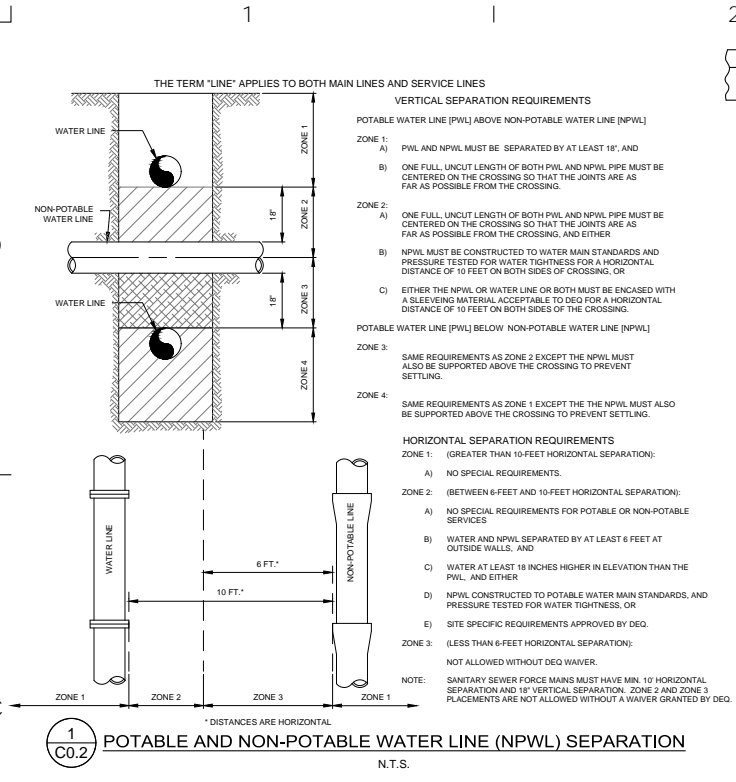 1
2
THE TERM "LINE" APPLIES TO BOTH MAIN LINES AND SERVICE LINES
WATER LINE
NON-POTABLE
WATER LINE
WATER LINE
ZONE 1
ZONE 2
ZONE 3
ZONE 4
18"
18"
VERTICAL SEPARATION REQUIREMENTS
POTABLE WATER LINE [PWL] ABOVE NON-POTABLE WATER LINE [NPWL]
ZONE 1:
A) PWL AND NPWL MUST BE SEPARATED BY AT LEAST 18", AND
B) ONE FULL, UNCUT LENGTH OF BOTH PWL AND NPWL PIPE MUST BE
CENTERED ON THE CROSSING SO THAT THE JOINTS ARE AS
FAR AS POSSIBLE FROM THE CROSSING.
ZONE 2:
A) ONE FULL, UNCUT LENGTH OF BOTH PWL AND NPWL PIPE MUST BE
CENTERED ON THE CROSSING SO THAT THE JOINTS ARE AS
FAR AS POSSIBLE FROM THE CROSSING, AND EITHER
B) NPWL MUST BE CONSTRUCTED TO WATER MAIN STANDARDS AND
PRESSURE TESTED FOR WATER TIGHTNESS FOR A HORIZONTAL
DISTANCE OF 10 FEET ON BOTH SIDES OF CROSSING, OR
C) EITHER THE NPWL OR WATER LINE OR BOTH MUST BE ENCASED WITH
A SLEEVEING MATERIAL ACCEPTABLE TO DEQ FOR A HORIZONTAL
DISTANCE OF 10 FEET ON BOTH SIDES OF THE CROSSING.
POTABLE WATER LINE [PWL] BELOW NON-POTABLE WATER LINE [NPWL]
ZONE 3:
SAME REQUIREMENTS AS ZONE 2 EXCEPT THE NPWL MUST
ALSO BE SUPPORTED ABOVE THE CROSSING TO PREVENT
SETTLING.
ZONE 4:
SAME REQUIREMENTS AS ZONE 1 EXCEPT THE THE NPWL MUST ALSO
BE SUPPORTED ABOVE THE CROSSING TO PREVENT SETTLING.
HORIZONTAL SEPARATION REQUIREMENTS
ZONE 1: (GREATER THAN 10-FEET HORIZONTAL SEPARATION):
A) NO SPECIAL REQUIREMENTS.
ZONE 2: (BETWEEN 6-FEET AND 10-FEET HORIZONTAL SEPARATION):
A) NO SPECIAL REQUIREMENTS FOR POTABLE OR NON-POTABLE
SERVICES
B) WATER AND NPWL SEPARATED BY AT LEAST 6 FEET AT
OUTSIDE WALLS, AND
C) WATER AT LEAST 18 INCHES HIGHER IN ELEVATION THAN THE
PWL, AND EITHER
D) NPWL CONSTRUCTED TO POTABLE WATER MAIN STANDARDS, AND
PRESSURE TESTED FOR WATER TIGHTNESS, OR
E) SITE SPECIFIC REQUIREMENTS APPROVED BY DEQ.
ZONE 3: (LESS THAN 6-FEET HORIZONTAL SEPARATION):
NOT ALLOWED WITHOUT DEQ WAIVER.
NOTE: SANITARY SEWER FORCE MAINS MUST HAVE MIN. 10' HORIZONTAL
SEPARATION AND 18" VERTICAL SEPARATION. ZONE 2 AND ZONE 3
PLACEMENTS ARE NOT ALLOWED WITHOUT A WAIVER GRANTED BY DEQ.
WATER LINE
NON-POTABLE LINE
6 FT.*
10 FT.*
ZONE 1
ZONE 2
ZONE 3
ZONE 1
* DISTANCES ARE HORIZONTAL
1
C0.2
POTABLE AND NON-POTABLE WATER LINE (NPWL) SEPARATION
N.T.S.